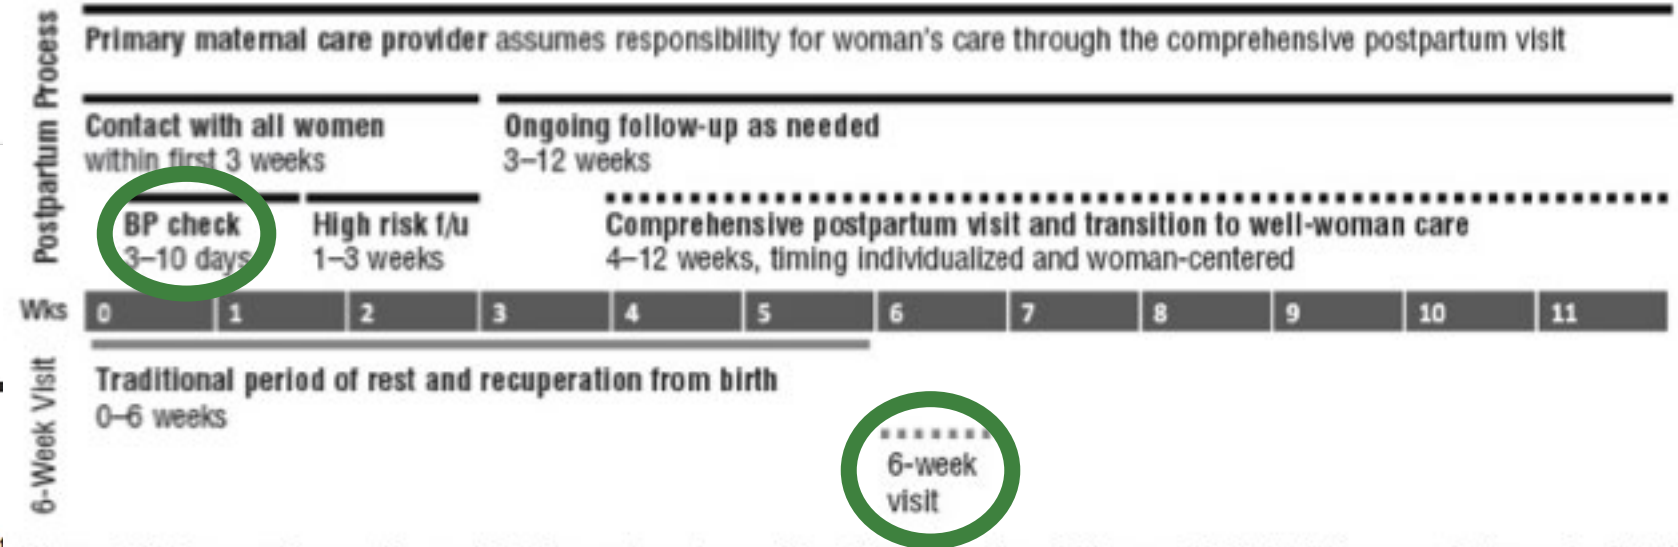 Postpartum Process
Primary maternal care provider assumes responsibility for woman's care through the comprehensive postpartum visit
Contact with all women
within first 3 weeks
Ongoing follow-up as needed
3–12 weeks
BP check
3–10 days
High risk f/u
1–3 weeks
Comprehensive postpartum visit and transition to well-woman care
4–12 weeks, timing individualized and woman-centered
Wks 0 1 2 3 4 5 6 7 8 9 10 11
6-Week Visit
Traditional period of rest and recuperation from birth
0–6 weeks
6-week
visit